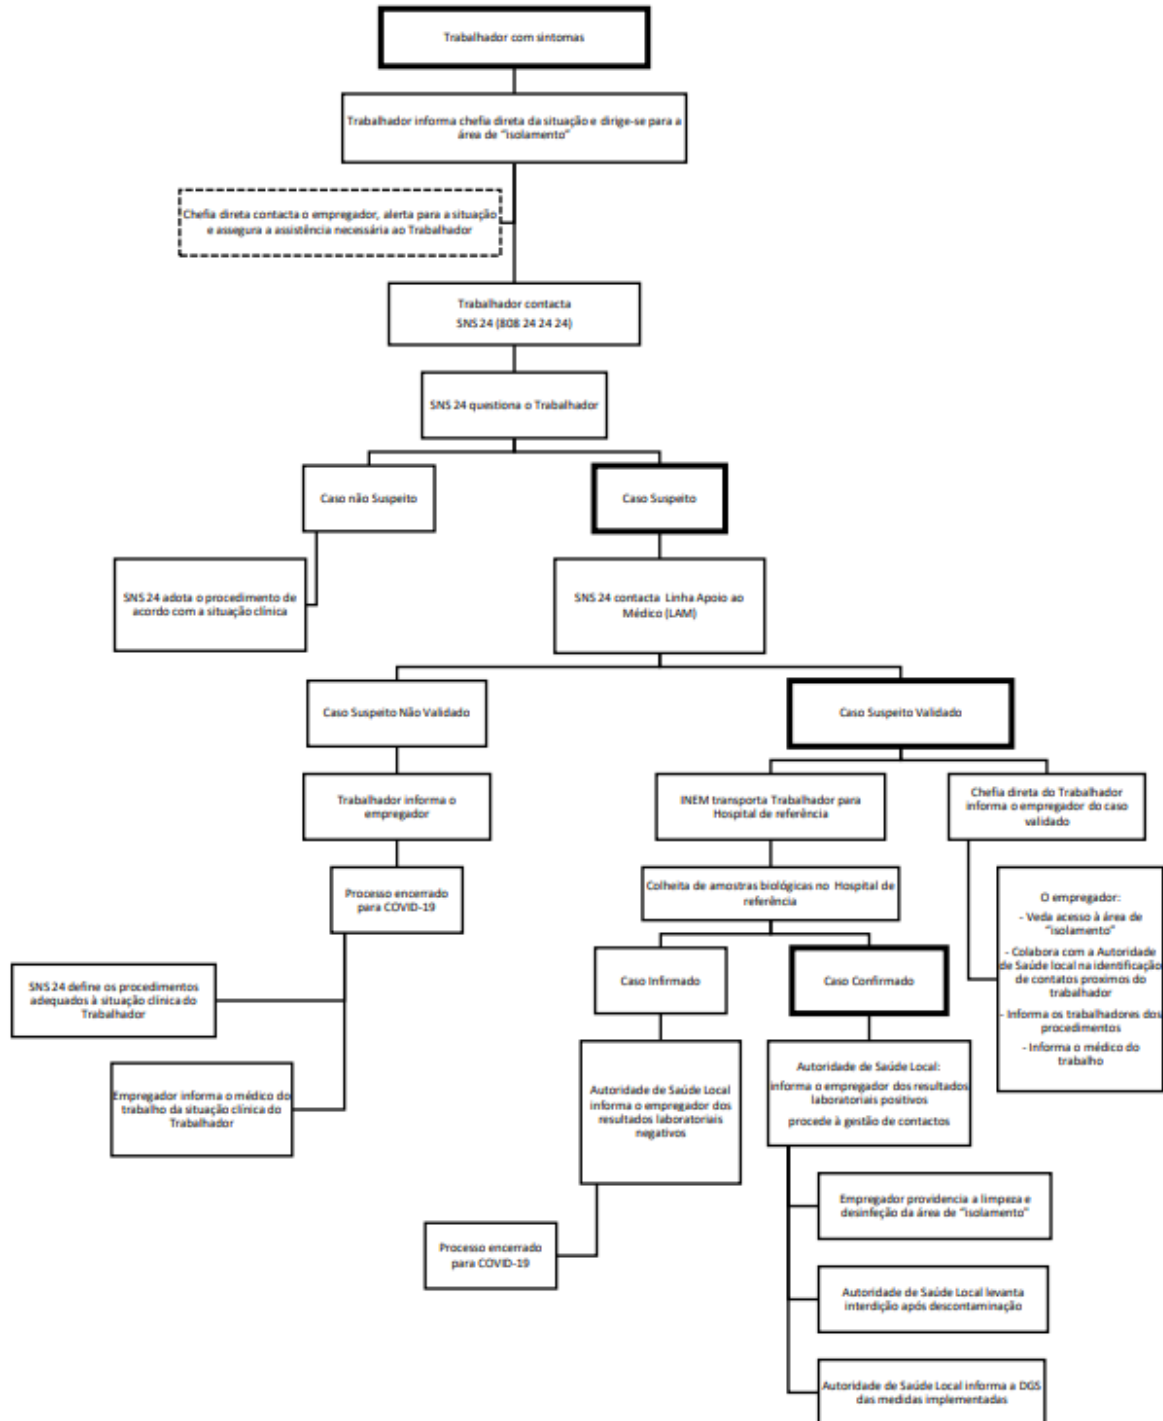 Trabalhador com sintomas
Trabalhador informa chefia direta da situação e dirige-se para a
área de "isolamento"
Chefia direta contacta o empregador, alerta para a situação
e assegura a assistência necessária ao Trabalhador
Trabalhador contacta
SNS 24 (808 24 24 24)
SNS 24 questiona o Trabalhador
Caso não Suspeito
Caso Suspeito
SNS 24 adota o procedimento de
acordo com a situação clínica
SNS 24 contacta Linha Apoio ao
Médico (LAM)
Caso Suspeito Não Validado
Caso Suspeito Validado
Trabalhador informa o
empregador
INEM transporta Trabalhador para
Hospital de referência
Chefia direta do Trabalhador
informa o empregador do caso
validado
Processo encerrado
para COVID-19
Colheita de amostras biológicas no Hospital de
referência
O empregador:
- Veda acesso à área de
"isolamento"
- Colabora com a Autoridade
de Saúde local na identificação
de contatos proximos do
trabalhador
- Informa os trabalhadores dos
procedimentos
- Informa o médico do
trabalho
SNS 24 define os procedimentos
adequados à situação clínica do
Trabalhador
Caso Infirmado
Caso Confirmado
Empregador informa o médico do
trabalho da situação clínica do
Trabalhador
Autoridade de Saúde Local
informa o empregador dos
resultados laboratoriais
negativos
Autoridade de Saúde Local:
informa o empregador dos resultados
laboratoriais positivos
procede à gestão de contactos
Processo encerrado
para COVID-19
Empregador providencia a limpeza e
desinfeção da área de "isolamento"
Autoridade de Saúde Local levanta
interdição após descontaminação
Autoridade de Saúde Local informa a DGS
das medidas implementadas